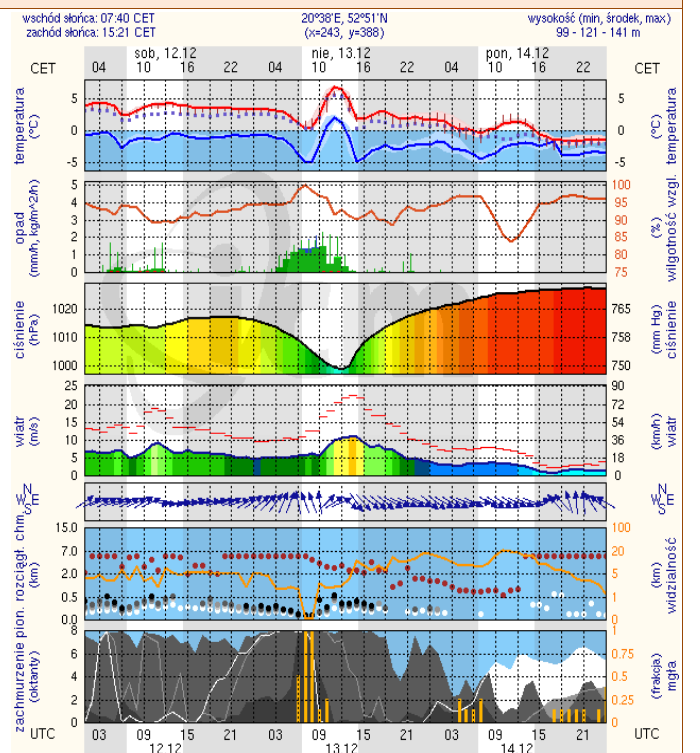 wschód słońca: 07:40 CET 20°38'E, 52°51'N wysokość (min, środek, max)
zachód słońca: 15:21 CET (x=243, y=388) 99 - 121 - 141 m
sob, 12.12 nie, 13.12 pon, 14.12
CET 04 10 16 22 04 10 16 22 04 10 16 22 CET
temperatura (°C) 5 0 -5 5 0 -5 temperatura (°C)
opad (mm/h, kg/m^2/h) 5 4 3 2 1 0 100 95 90 85 80 75 (%) wilgotność wzgl.
ciśnienie (hPa) 1020 1010 1000 765 758 750 (mm Hg) ciśnienie
wiatr (m/s) 25 20 15 10 5 0 90 72 54 36 18 0 (km/h) wiatr
N E S W N E S W
pion. rozciągł. chm. (km) 15.0 7.0 2.0 0.5 0.0 100 20 5 1 0 (km) widzialność
zachmurzenie (oktanty) 8 6 4 2 0 1 0.75 0.5 0.25 0 (frakcja) mgła
UTC 03 09 15 21 03 09 15 21 03 09 15 21 UTC
12.12 13.12 14.12